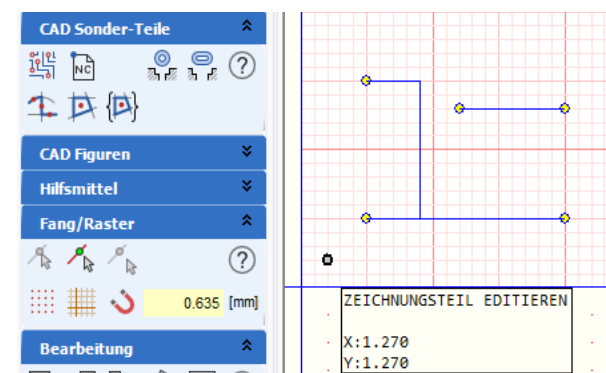 CAD Sonder-Teile
NC
?
CAD Figuren
Hilfsmittel
Fang/Raster
?
0.635 [mm]
Bearbeitung
ZEICHNUNGSTEIL EDITIEREN
X:1.270
Y:1.270